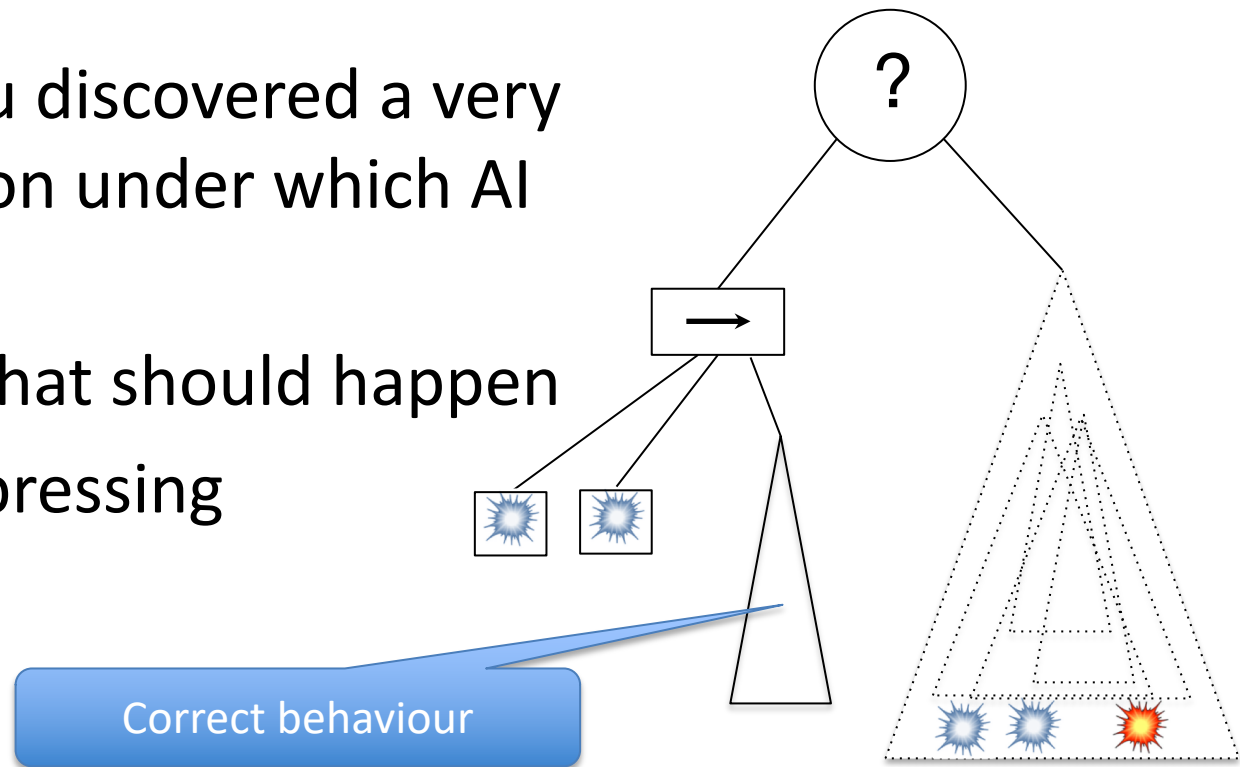 u discovered a very
on under which AI
hat should happen
pressing
?
Correct behaviour